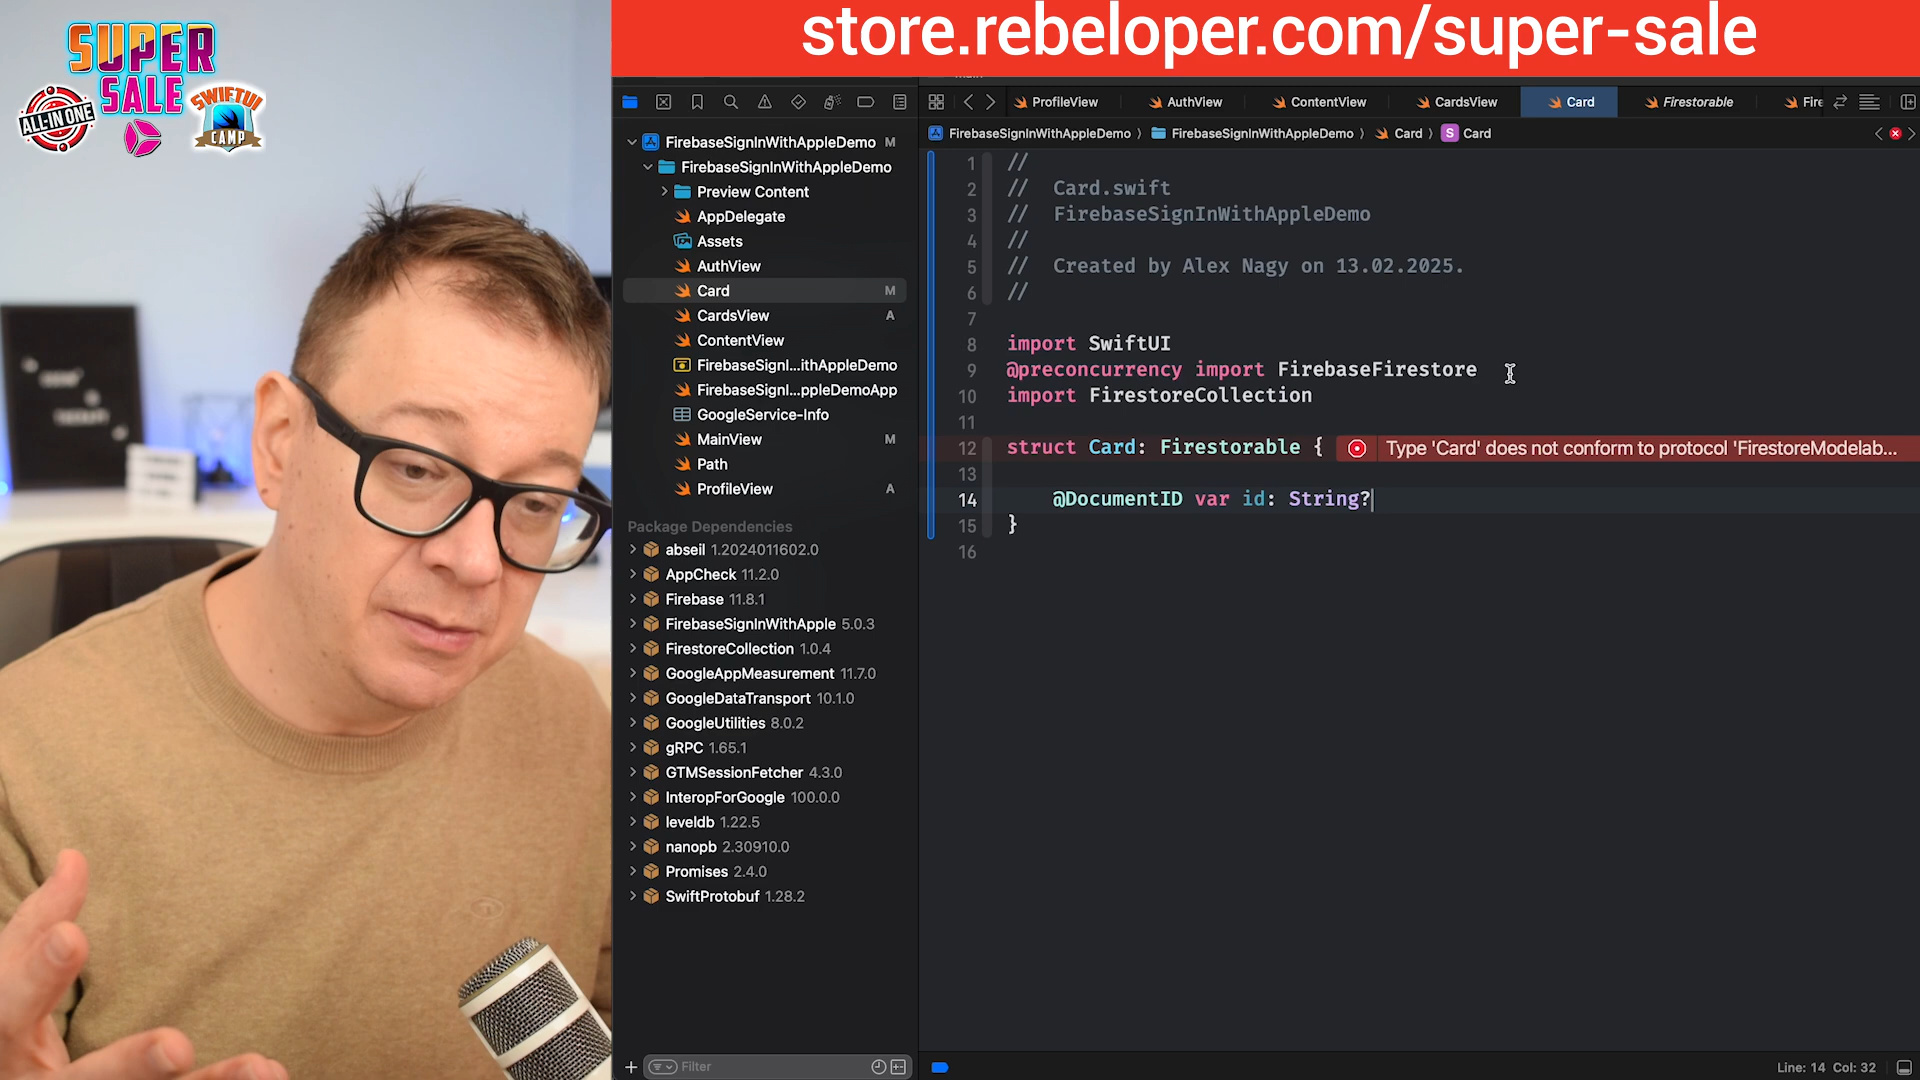 store.rebeloper.com/super-sale
SUPER
SALE
ALL-IN ONE
SWIFTUI
CAMP
ProfileView
AuthView
ContentView
CardsView
Card
Firestorable
Fire
FirebaseSignInWithAppleDemo
FirebaseSignInWithAppleDemo
Card
S
Card
FirebaseSignInWithAppleDemo M
FirebaseSignInWithAppleDemo
Preview Content
AppDelegate
Assets
AuthView
Card M
CardsView A
ContentView
FirebaseSignI...ithAppleDemo
FirebaseSignI...ppleDemoApp
GoogleService-Info
MainView M
Path
ProfileView A
Package Dependencies
abseil 1.2024011602.0
AppCheck 11.2.0
Firebase 11.8.1
FirebaseSignInWithApple 5.0.3
FirestoreCollection 1.0.4
GoogleAppMeasurement 11.7.0
GoogleDataTransport 10.1.0
GoogleUtilities 8.0.2
gRPC 1.65.1
GTMSessionFetcher 4.3.0
InteropForGoogle 100.0.0
leveldb 1.22.5
nanopb 2.30910.0
Promises 2.4.0
SwiftProtobuf 1.28.2
Filter
1 //
2 // Card.swift
3 // FirebaseSignInWithAppleDemo
4 //
5 // Created by Alex Nagy on 13.02.2025.
6 //
7
8 import SwiftUI
9 @preconcurrency import FirebaseFirestore
10 import FirestoreCollection
11
12 struct Card: Firestorable { Type 'Card' does not conform to protocol 'FirestoreModelab...
13
14 @DocumentID var id: String?
15 }
16
Line: 14 Col: 32